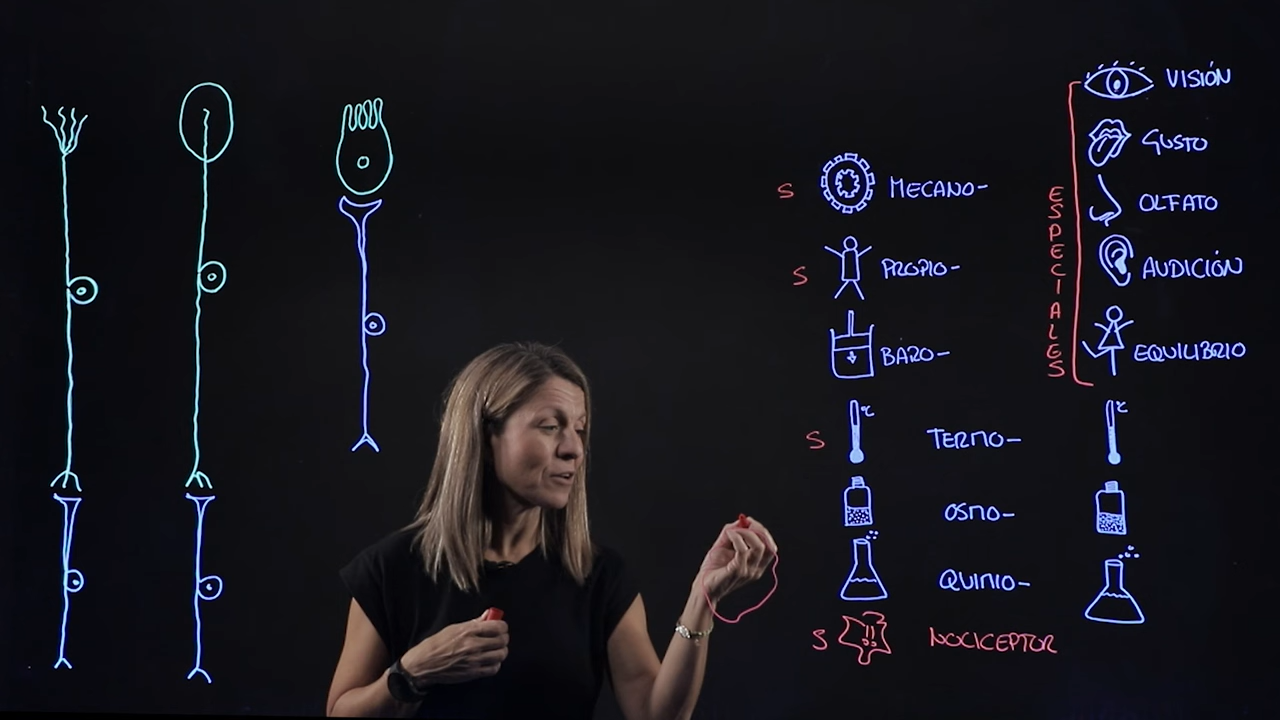 S MECANO-
S PROPIO-
BARO-
S °C TERMO-
OSMO-
QUIMIO-
S !! NOCICEPTOR
ESPECIALES
VISIÓN
GUSTO
OLFATO
AUDICIÓN
EQUILIBRIO
°C